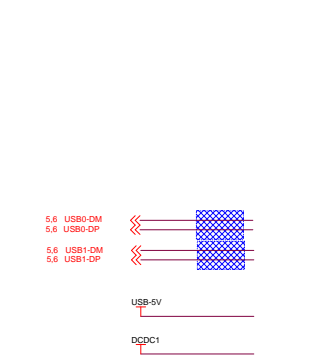 5,6 USB0-DM
5,6 USB0-DP
5,6 USB1-DM
5,6 USB1-DP
USB-5V
DCDC1